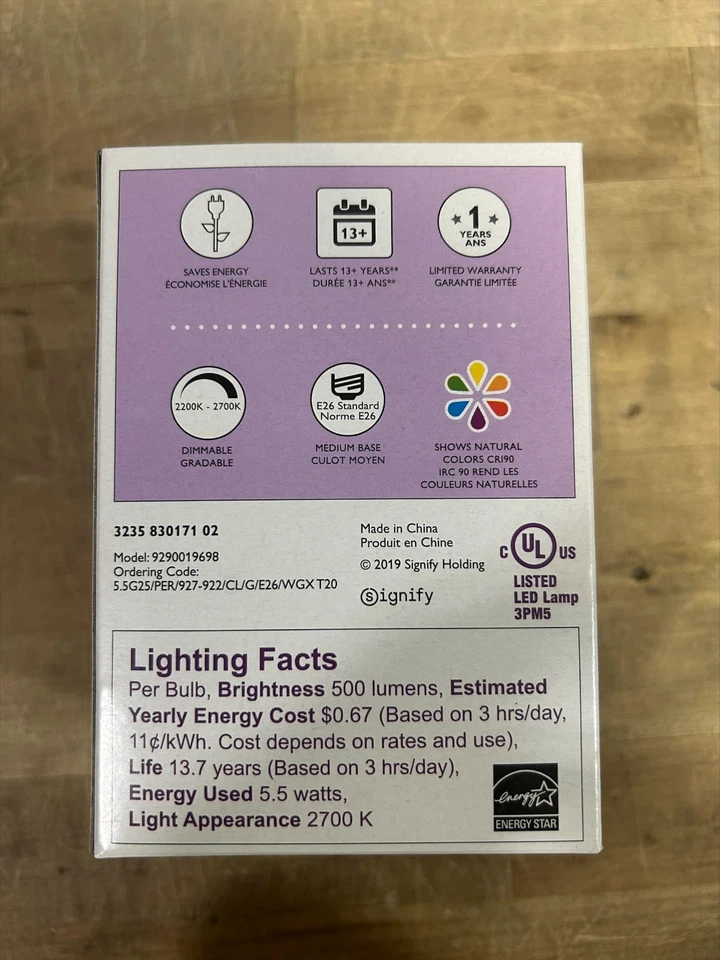 13+
★ 1 ★
YEARS
ANS
SAVES ENERGY
ÉCONOMISE L'ÉNERGIE
LASTS 13+ YEARS**
DURÉE 13+ ANS**
LIMITED WARRANTY
GARANTIE LIMITÉE
2200K - 2700K
E26 Standard
Norme E26
DIMMABLE
GRADABLE
MEDIUM BASE
CULOT MOYEN
SHOWS NATURAL
COLORS CRI90
IRC 90 REND LES
COULEURS NATURELLES
3235 830171 02
Model: 9290019698
Ordering Code:
5.5G25/PER/927-922/CL/G/E26/WGX T20
Made in China
Produit en Chine
© 2019 Signify Holding
Signify
C UL US
LISTED
LED Lamp
3PM5
Lighting Facts
Per Bulb, Brightness 500 lumens, Estimated
Yearly Energy Cost $0.67 (Based on 3 hrs/day,
11¢/kWh. Cost depends on rates and use),
Life 13.7 years (Based on 3 hrs/day),
Energy Used 5.5 watts,
Light Appearance 2700 K
energy
ENERGY STAR